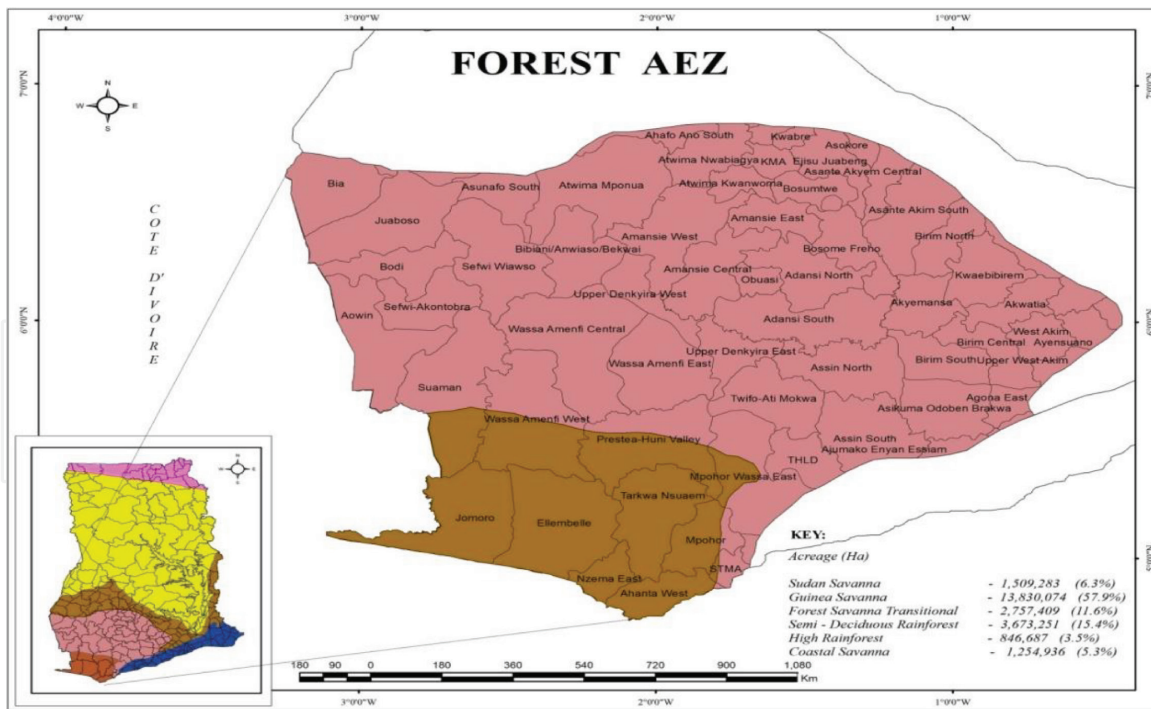 4°0'0"W 3°0'0"W 2°0'0"W 1°0'0"W
FOREST AEZ
7°0'0"N
N
W E
S
COTE D'IVOIRE
Ahafo Ano South
Kwabre
Asokore
Atwima Nwabiagya
KMA
Ejisu Juabeng
Asante Akyem Central
Bia
Asunafo South
Atwima Mponua
Atwima Kwanwoma
Bosumtwe
Juaboso
Amansie East
Asante Akim South
Amansie West
Birim North
Bibiani/Anwiaso/Bekwai
Bosome Freho
Bodi
Sefwi Wiawso
Amansie Central
Obuasi
Adansi North
Kwaebibirem
Upper Denkyira West
Sefwi-Akontobra
Akyemansa
Akwatia
Aowin
Adansi South
6°0'0"N
Wassa Amenfi Central
West Akim
Birim Central
Ayensuano
Upper Denkyira East
Wassa Amenfi East
Assin North
Birim South
Upper West Akim
Suaman
Twifo-Ati Mokwa
Agona East
Asikuma Odoben Brakwa
Wassa Amenfi West
Prestea-Huni Valley
Assin South
Ajumako Enyan Essiam
THLD
Mpohor Wassa East
Tarkwa Nsuaem
Jomoro
Ellembelle
Mpohor
STMA
Nzema East
Ahanta West
N
W E
S
KEY:
Acreage (Ha)
Sudan Savanna - 1,509,283 (6.3%)
Guinea Savanna - 13,830,074 (57.9%)
Forest Savanna Transitional - 2,757,409 (11.6%)
Semi - Deciduous Rainforest - 3,673,251 (15.4%)
High Rainforest - 846,687 (3.5%)
Coastal Savanna - 1,254,936 (5.3%)
180 90 0 180 360 540 720 900 1,080
Km
3°0'0"W 2°0'0"W 1°0'0"W